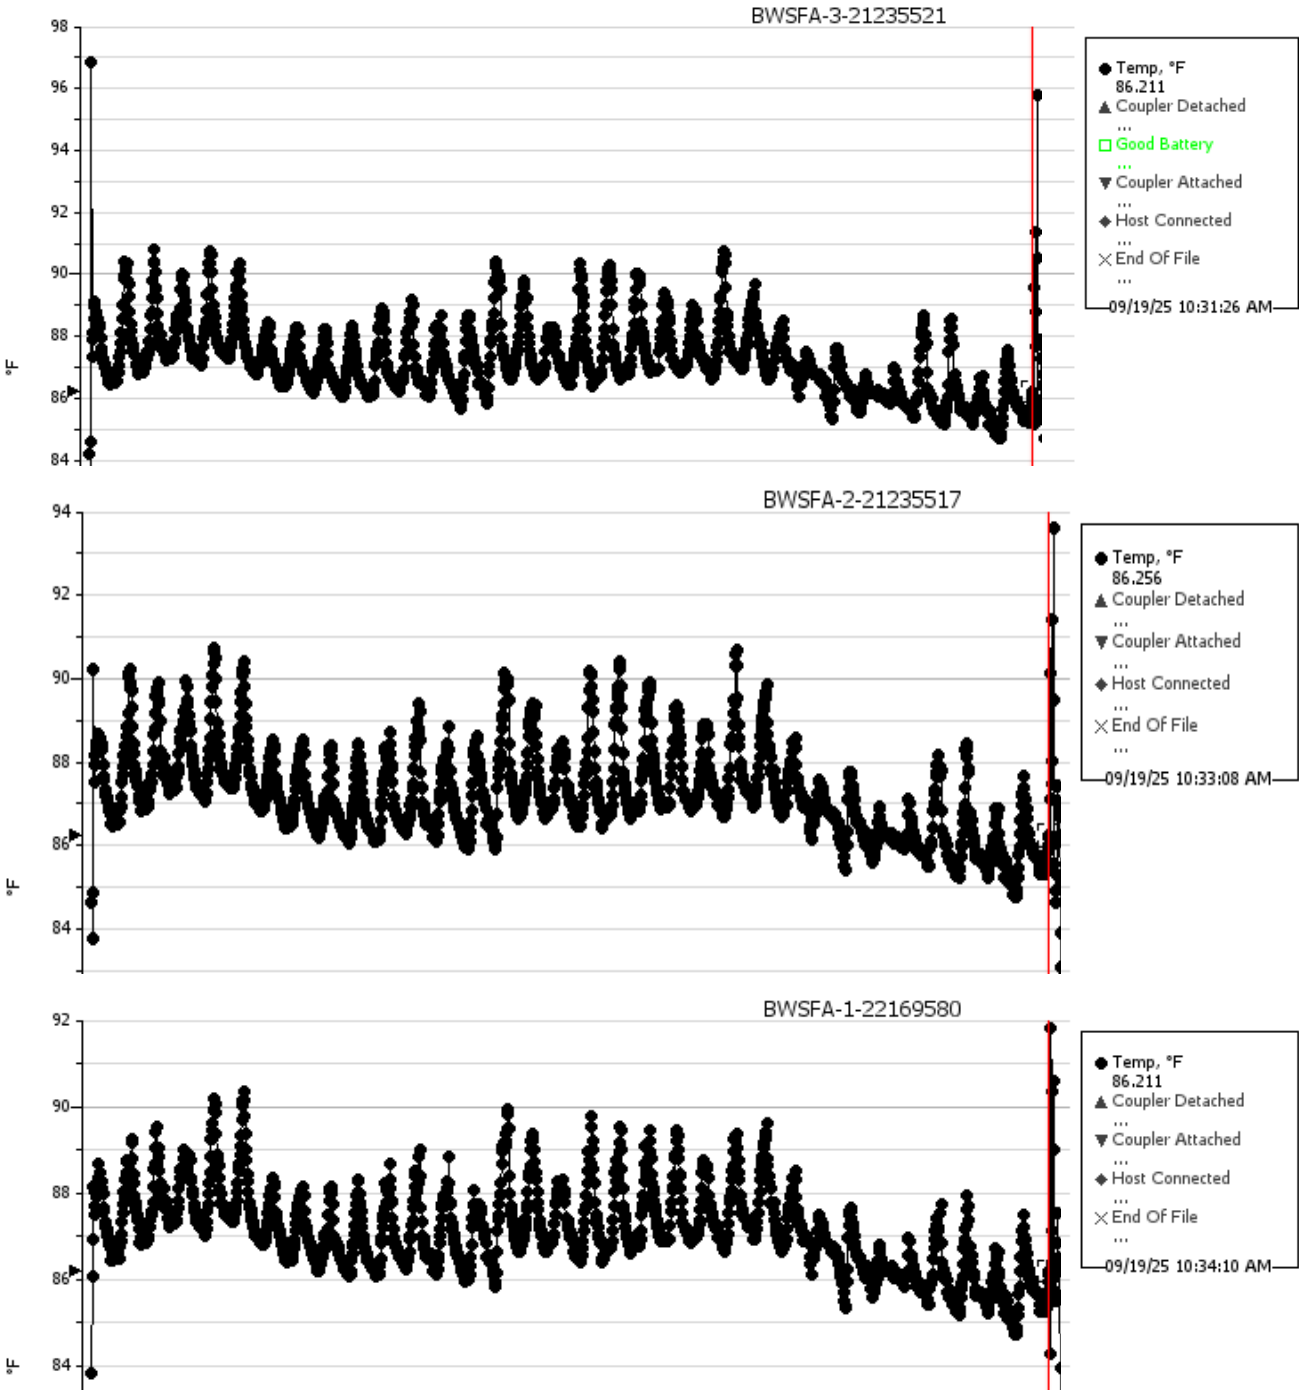 BWSFA-3-21235521
98
96
94
92
90
88
86
84
°F
Temp, °F
86.211
Coupler Detached
...
Good Battery
...
Coupler Attached
...
Host Connected
...
End Of File
...
09/19/25 10:31:26 AM
BWSFA-2-21235517
94
92
90
88
86
84
°F
Temp, °F
86.256
Coupler Detached
...
Coupler Attached
...
Host Connected
...
End Of File
...
09/19/25 10:33:08 AM
BWSFA-1-22169580
92
90
88
86
84
°F
Temp, °F
86.211
Coupler Detached
...
Coupler Attached
...
Host Connected
...
End Of File
...
09/19/25 10:34:10 AM